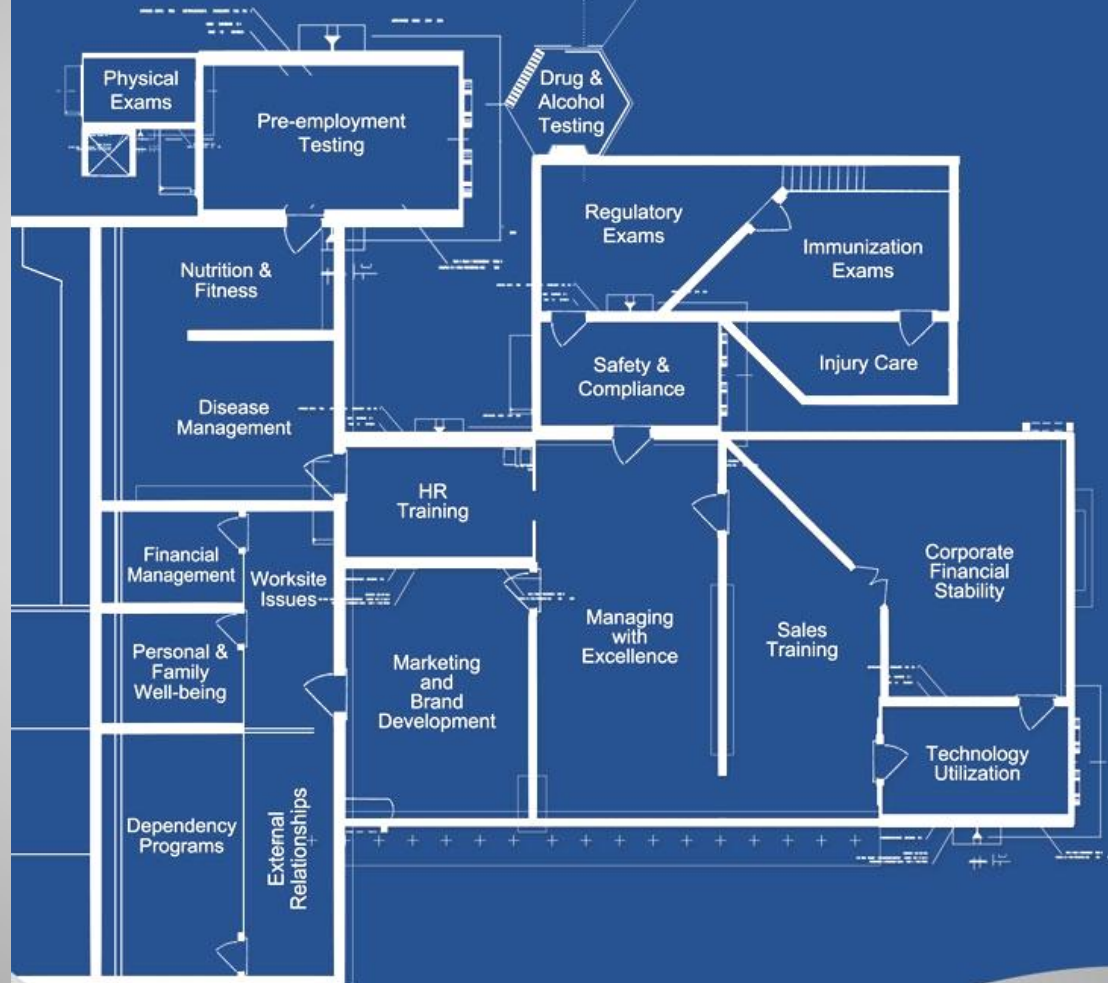 Physical
Exams
Pre-employment
Testing
Drug &
Alcohol
Testing
Regulatory
Exams
Immunization
Exams
Nutrition &
Fitness
Safety &
Compliance
Injury Care
Disease
Management
HR
Training
Financial
Management
Worksite
Issues
Corporate
Financial
Stability
Managing
with
Excellence
Sales
Training
Personal &
Family
Well-being
Marketing
and
Brand
Development
Technology
Utilization
Dependency
Programs
External
Relationships